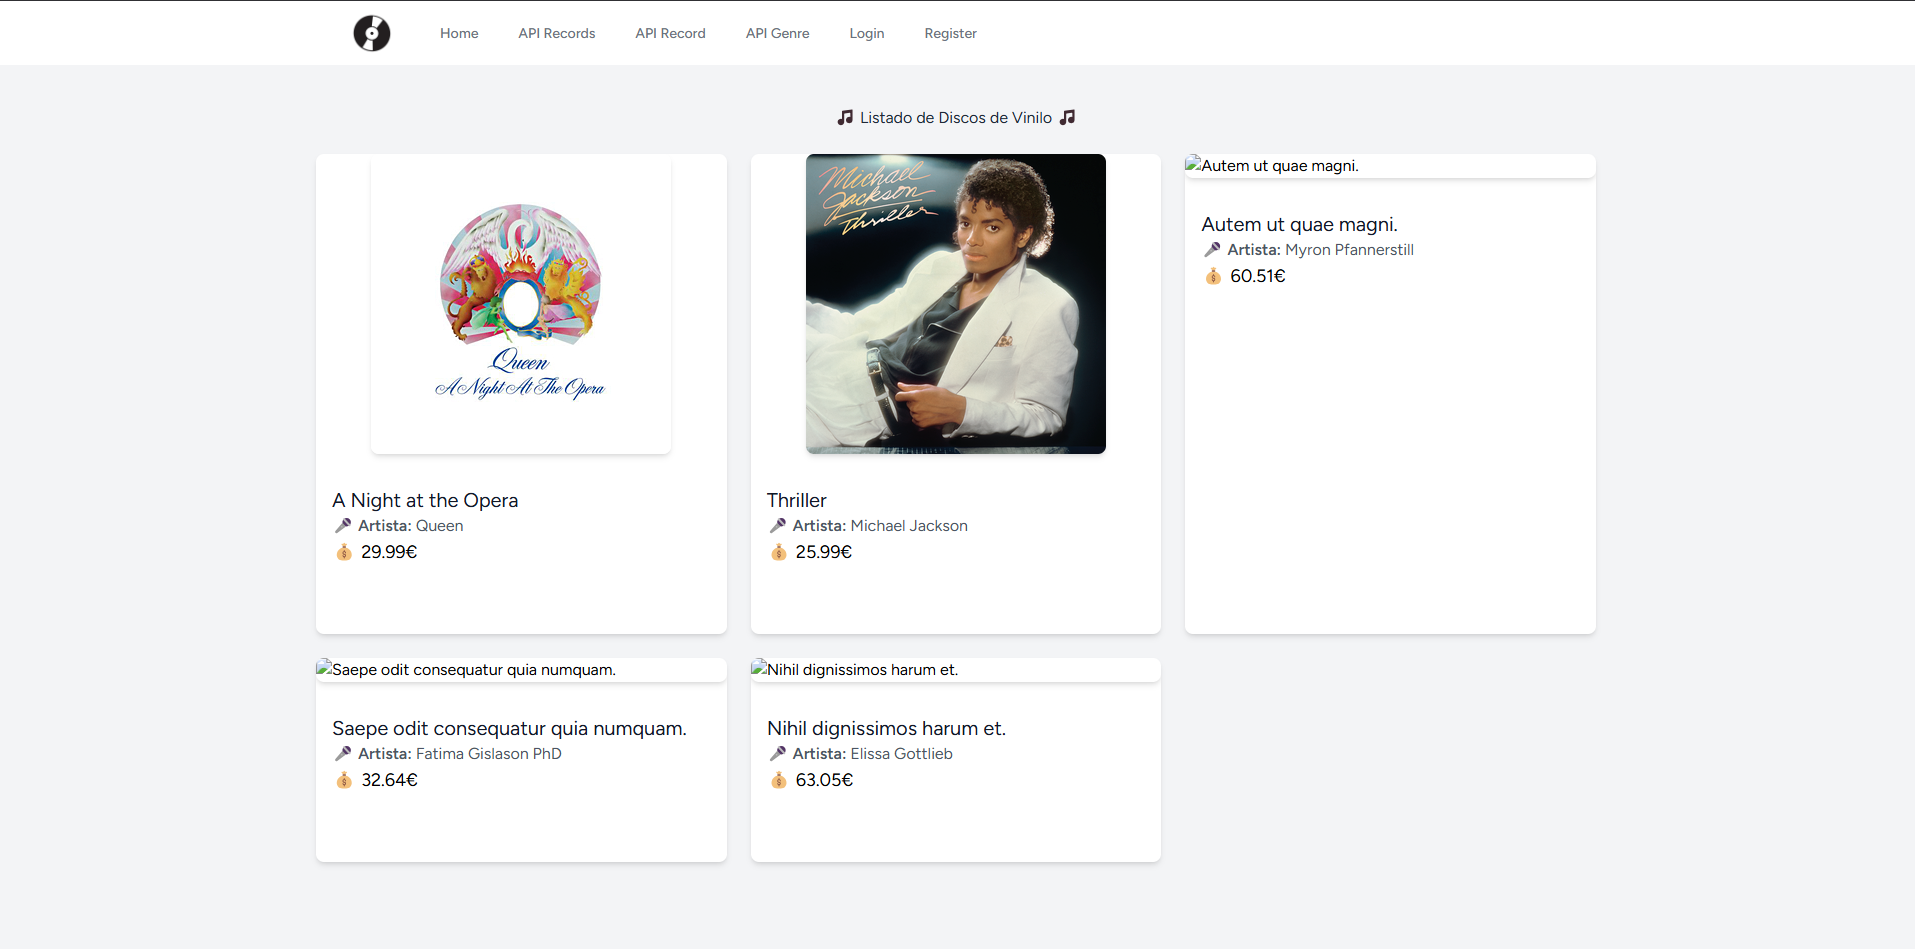 Home API Records API Record API Genre Login Register
🎵 Listado de Discos de Vinilo 🎵
Queen
A Night At The Opera
A Night at the Opera
🎤 Artista: Queen
💰 29.99€
Michael
Jackson
Thriller
Thriller
🎤 Artista: Michael Jackson
💰 25.99€
Autem ut quae magni.
Autem ut quae magni.
🎤 Artista: Myron Pfannerstill
💰 60.51€
Saepe odit consequatur quia numquam.
Saepe odit consequatur quia numquam.
🎤 Artista: Fatima Gislason PhD
💰 32.64€
Nihil dignissimos harum et.
Nihil dignissimos harum et.
🎤 Artista: Elissa Gottlieb
💰 63.05€